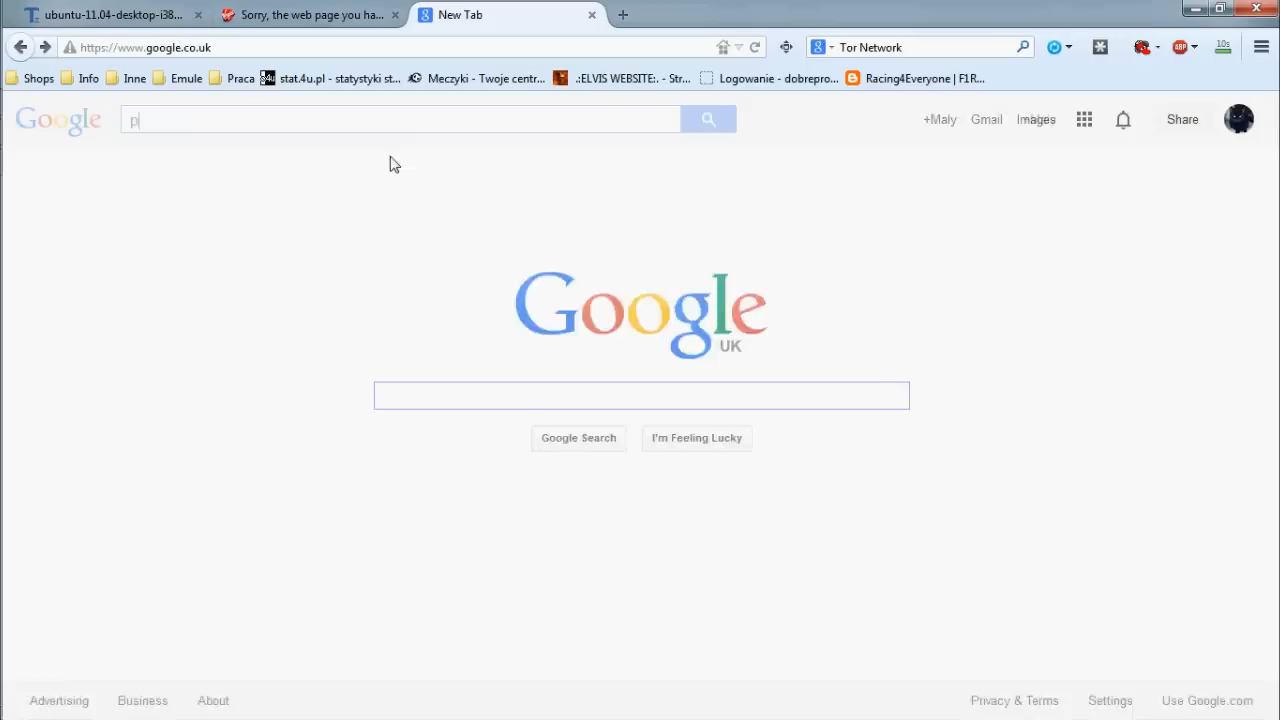 ubuntu-11.04-desktop-i38...
Sorry, the web page you ha...
New Tab
https://www.google.co.uk
Tor Network
10s
Shops
Info
Inne
Emule
Praca
stat.4u.pl - statystyki st...
Meczyki - Twoje centr...
.:ELVIS WEBSITE:. - Str...
Logowanie - dobrepro...
Racing4Everyone | F1R...
Google
p
+Maly
Gmail
Images
Share
Google
UK
Google Search
I'm Feeling Lucky
Advertising
Business
About
Privacy & Terms
Settings
Use Google.com